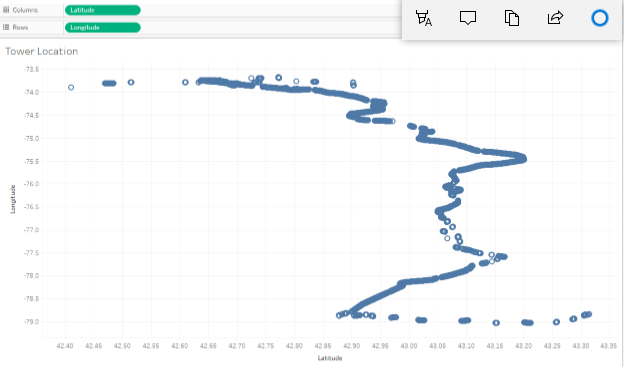 Columns Latitude
Rows Longitude
A
Tower Location
-73.5
-74.0
-74.5
-75.0
-75.5
-76.0
-76.5
-77.0
-77.5
-78.0
-78.5
-79.0
Longitude
42.40 42.45 42.50 42.55 42.60 42.65 42.70 42.75 42.80 42.85 42.90 42.95 43.00 43.05 43.10 43.15 43.20 43.25 43.30 43.35
Latitude